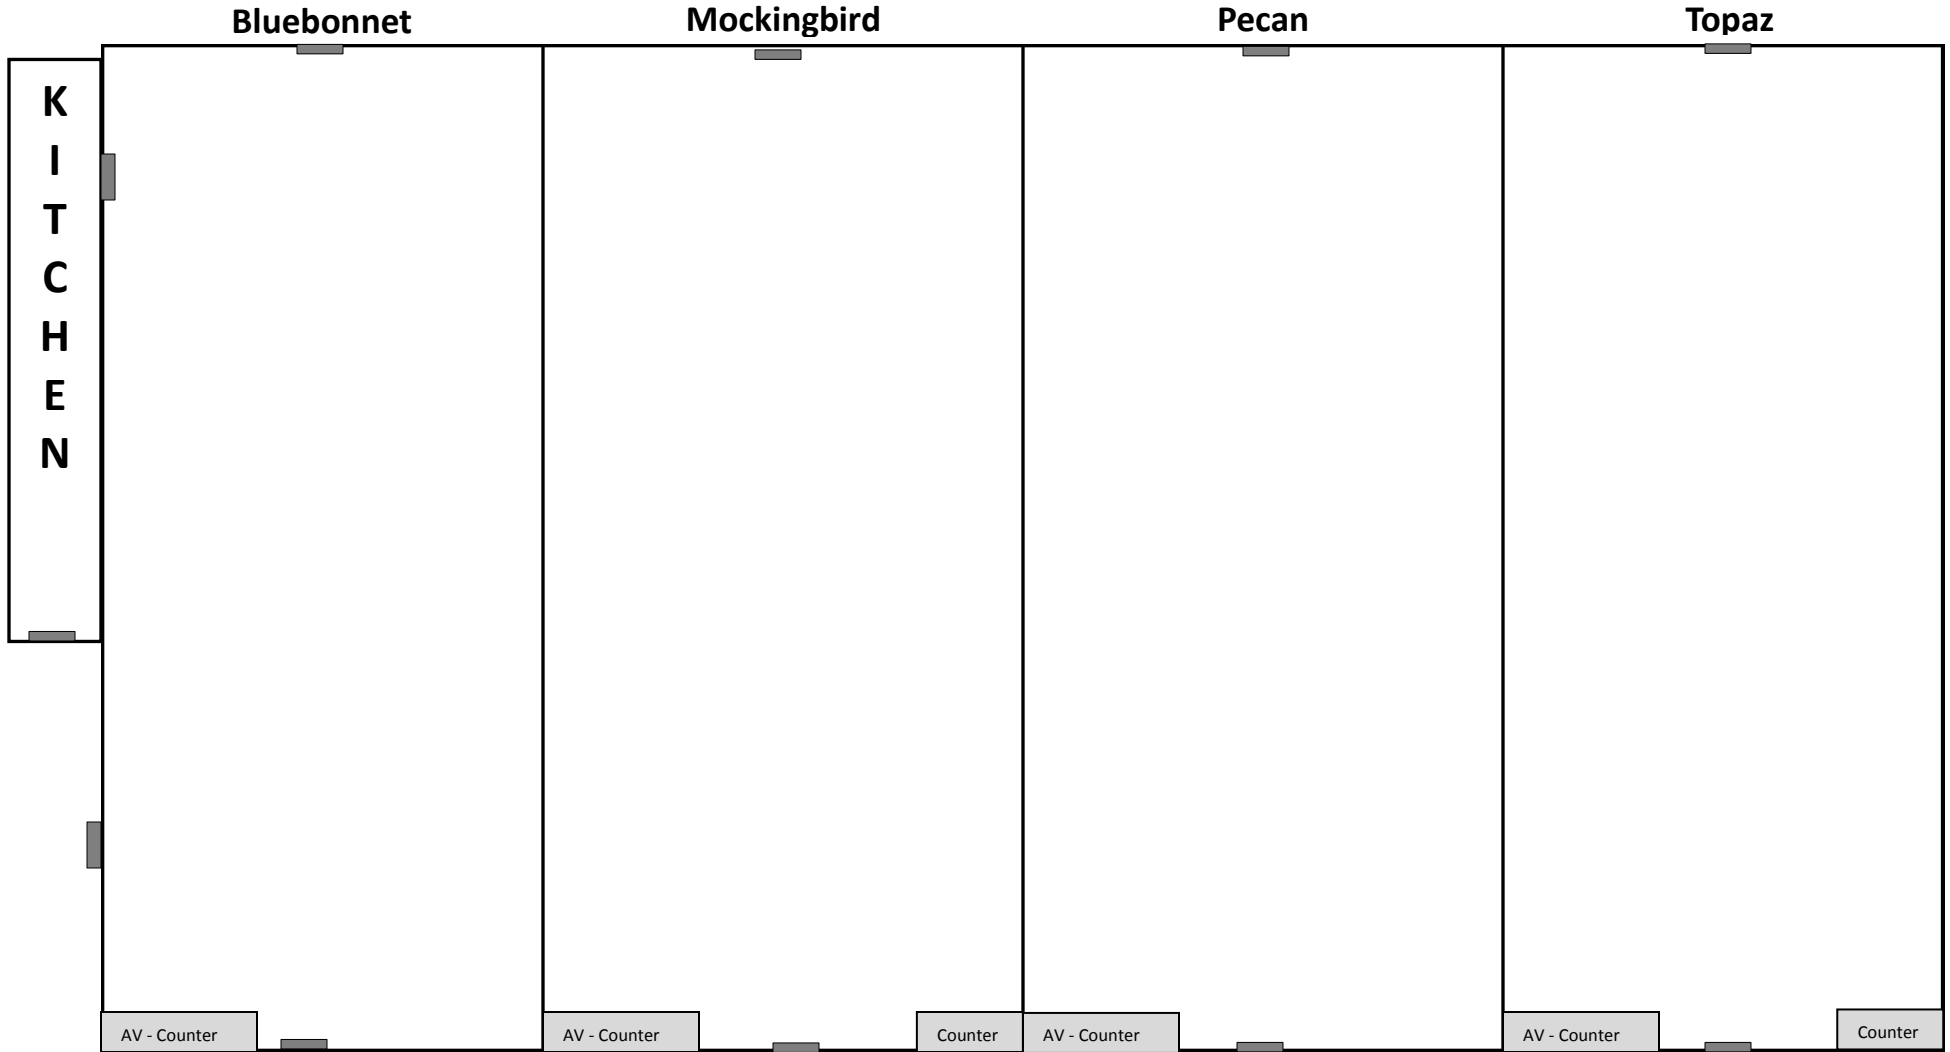 Bluebonnet
Mockingbird
Pecan
Topaz
K
I
T
C
H
E
N
AV - Counter
AV - Counter
Counter
AV - Counter
AV - Counter
Counter